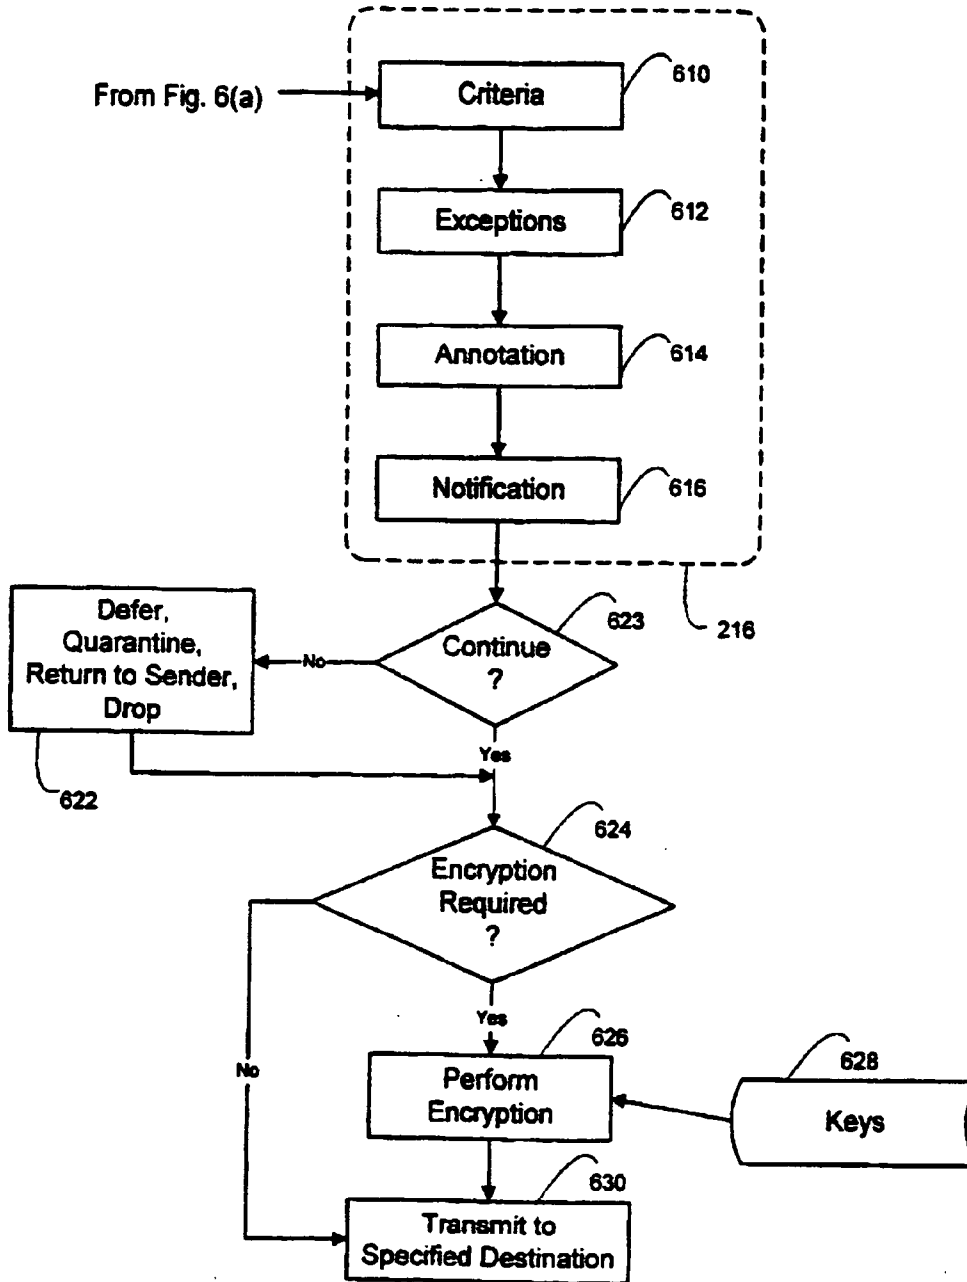 From Fig. 6(a)
Criteria
610
Exceptions
612
Annotation
614
Notification
616
216
Continue
?
623
No
Defer,
Quarantine,
Return to Sender,
Drop
622
Yes
Encryption
Required
?
624
Yes
No
Perform
Encryption
626
Keys
628
Transmit to
Specified Destination
630